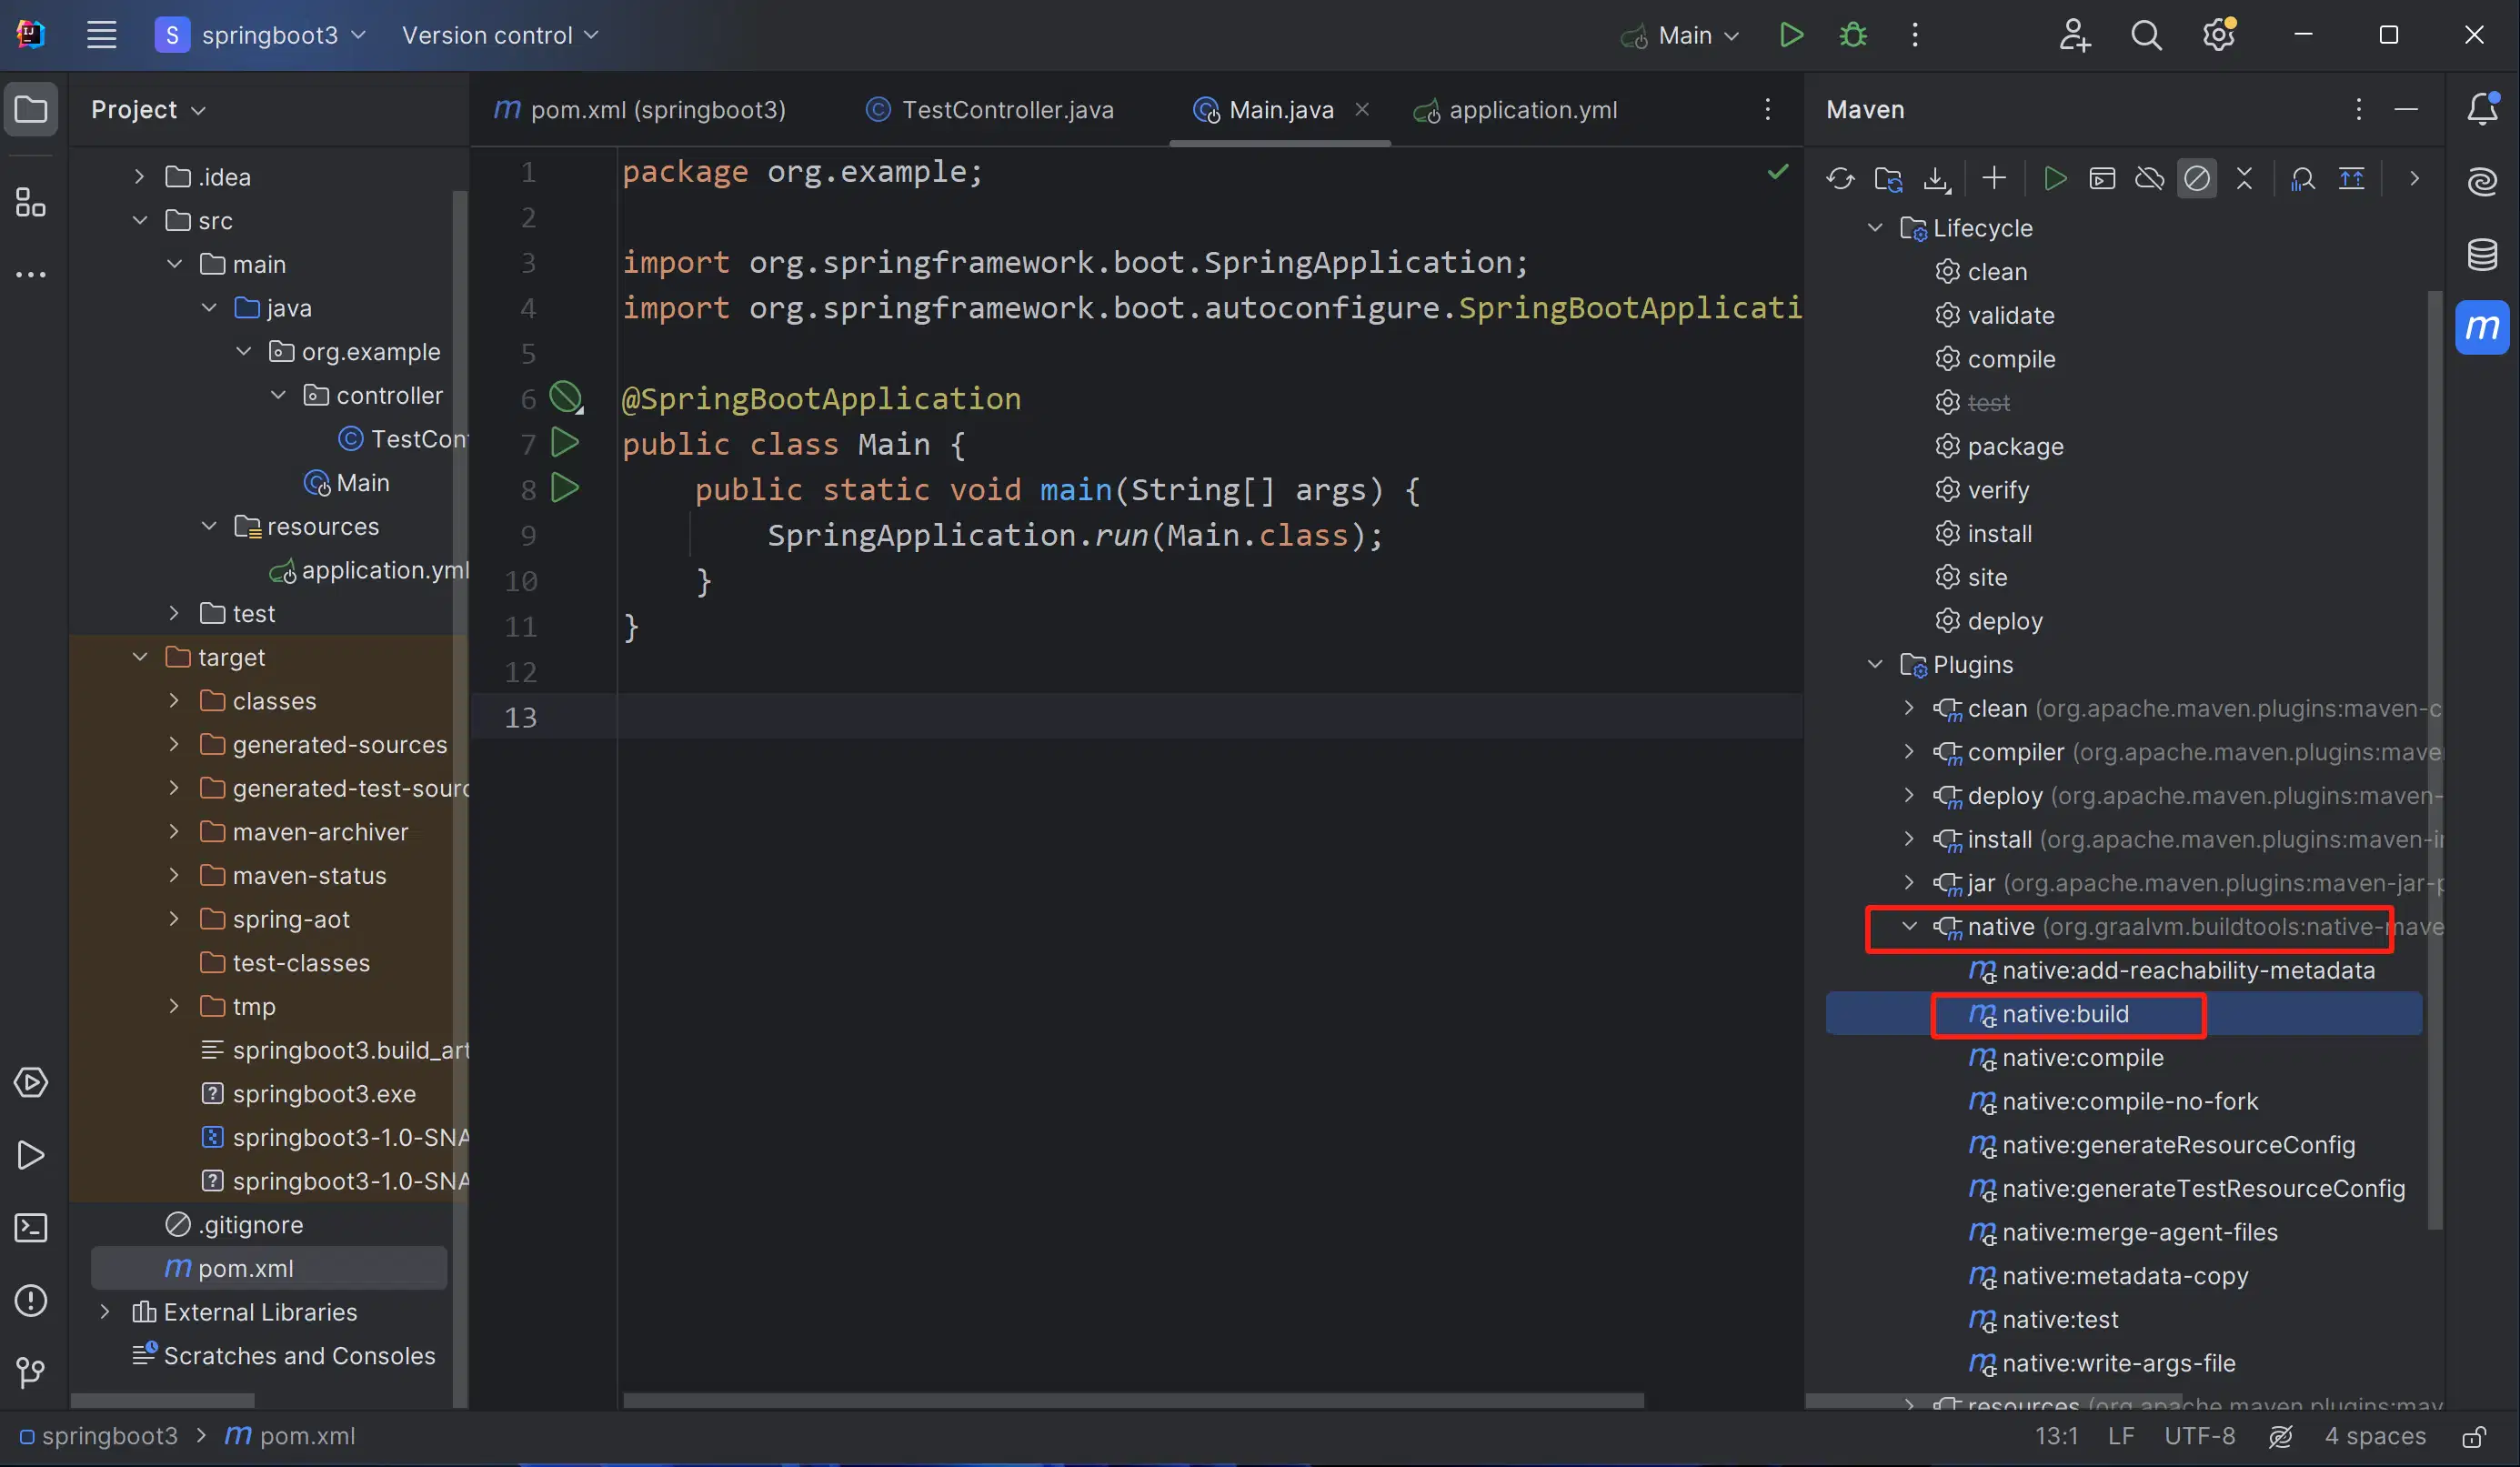 S springboot3 Version control Main
Project
pom.xml (springboot3) TestController.java Main.java application.yml
Maven
.idea
src
main
java
org.example
controller
TestCon
Main
resources
application.yml
test
target
classes
generated-sources
generated-test-sourc
maven-archiver
maven-status
spring-aot
test-classes
tmp
springboot3.build_art
springboot3.exe
springboot3-1.0-SNA
springboot3-1.0-SNA
.gitignore
pom.xml
External Libraries
Scratches and Consoles
1 package org.example;
2
3 import org.springframework.boot.SpringApplication;
4 import org.springframework.boot.autoconfigure.SpringBootApplicati
5
6 @SpringBootApplication
7 public class Main {
8 public static void main(String[] args) {
9 SpringApplication.run(Main.class);
10 }
11 }
12
13
Lifecycle
clean
validate
compile
test
package
verify
install
site
deploy
Plugins
clean (org.apache.maven.plugins:maven-c
compiler (org.apache.maven.plugins:mave
deploy (org.apache.maven.plugins:maven-
install (org.apache.maven.plugins:maven-i
jar (org.apache.maven.plugins:maven-jar-p
native (org.graalvm.buildtools:native-mave
native:add-reachability-metadata
native:build
native:compile
native:compile-no-fork
native:generateResourceConfig
native:generateTestResourceConfig
native:merge-agent-files
native:metadata-copy
native:test
native:write-args-file
resources (org.apache.maven.plugins:mav
springboot3 > pom.xml
13:1 LF UTF-8 4 spaces